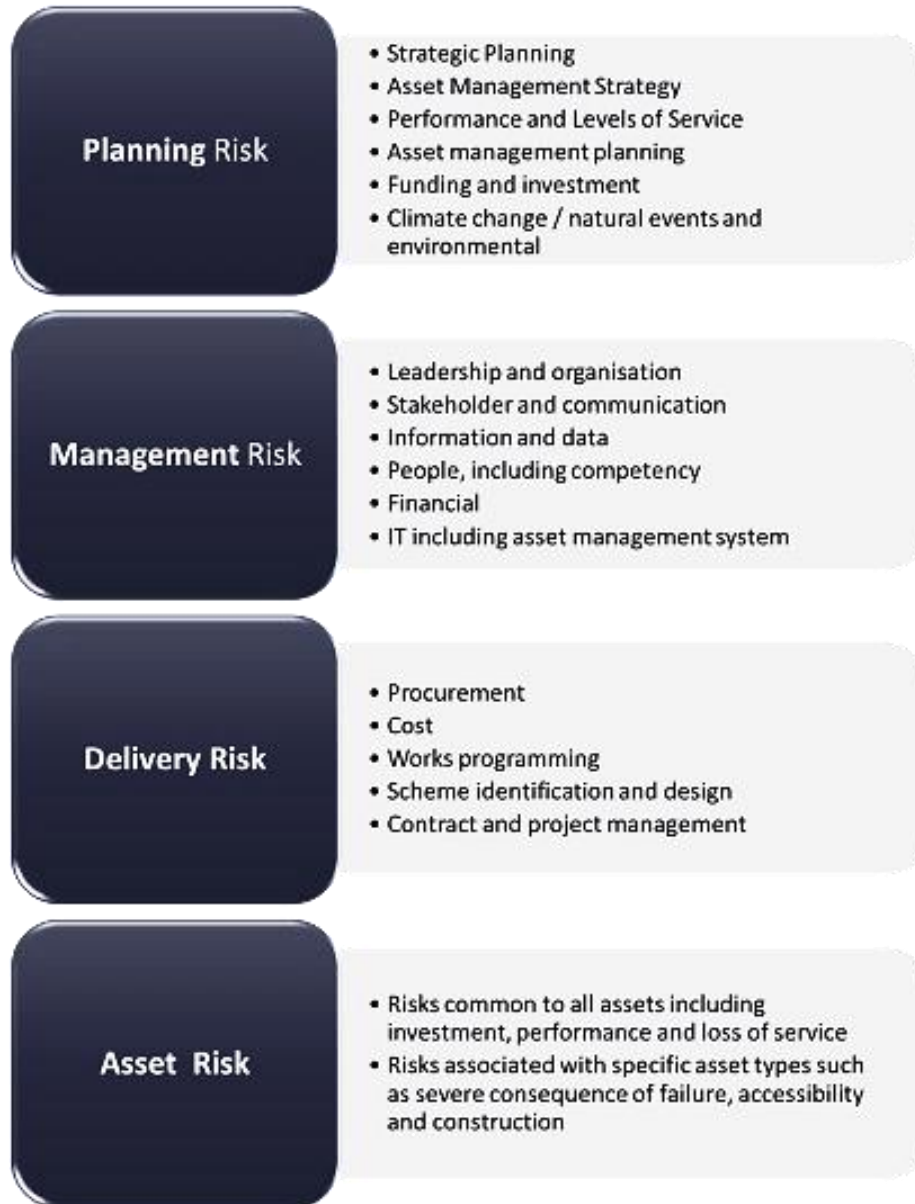 Planning Risk
• Strategic Planning
• Asset Management Strategy
• Performance and Levels of Service
• Asset management planning
• Funding and investment
• Climate change / natural events and
environmental
Management Risk
• Leadership and organisation
• Stakeholder and communication
• Information and data
• People, including competency
• Financial
• IT including asset management system
Delivery Risk
• Procurement
• Cost
• Works programming
• Scheme identification and design
• Contract and project management
Asset Risk
• Risks common to all assets including
investment, performance and loss of service
• Risks associated with specific asset types such
as severe consequence of failure, accessibility
and construction